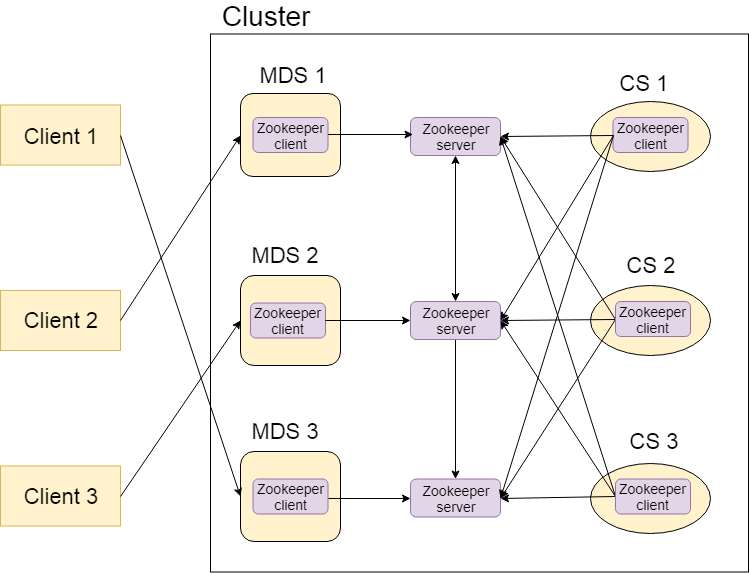 Cluster
MDS 1
CS 1
Client 1
Zookeeper
client
Zookeeper
server
Zookeeper
client
MDS 2
CS 2
Client 2
Zookeeper
client
Zookeeper
server
Zookeeper
client
MDS 3
CS 3
Client 3
Zookeeper
client
Zookeeper
server
Zookeeper
client